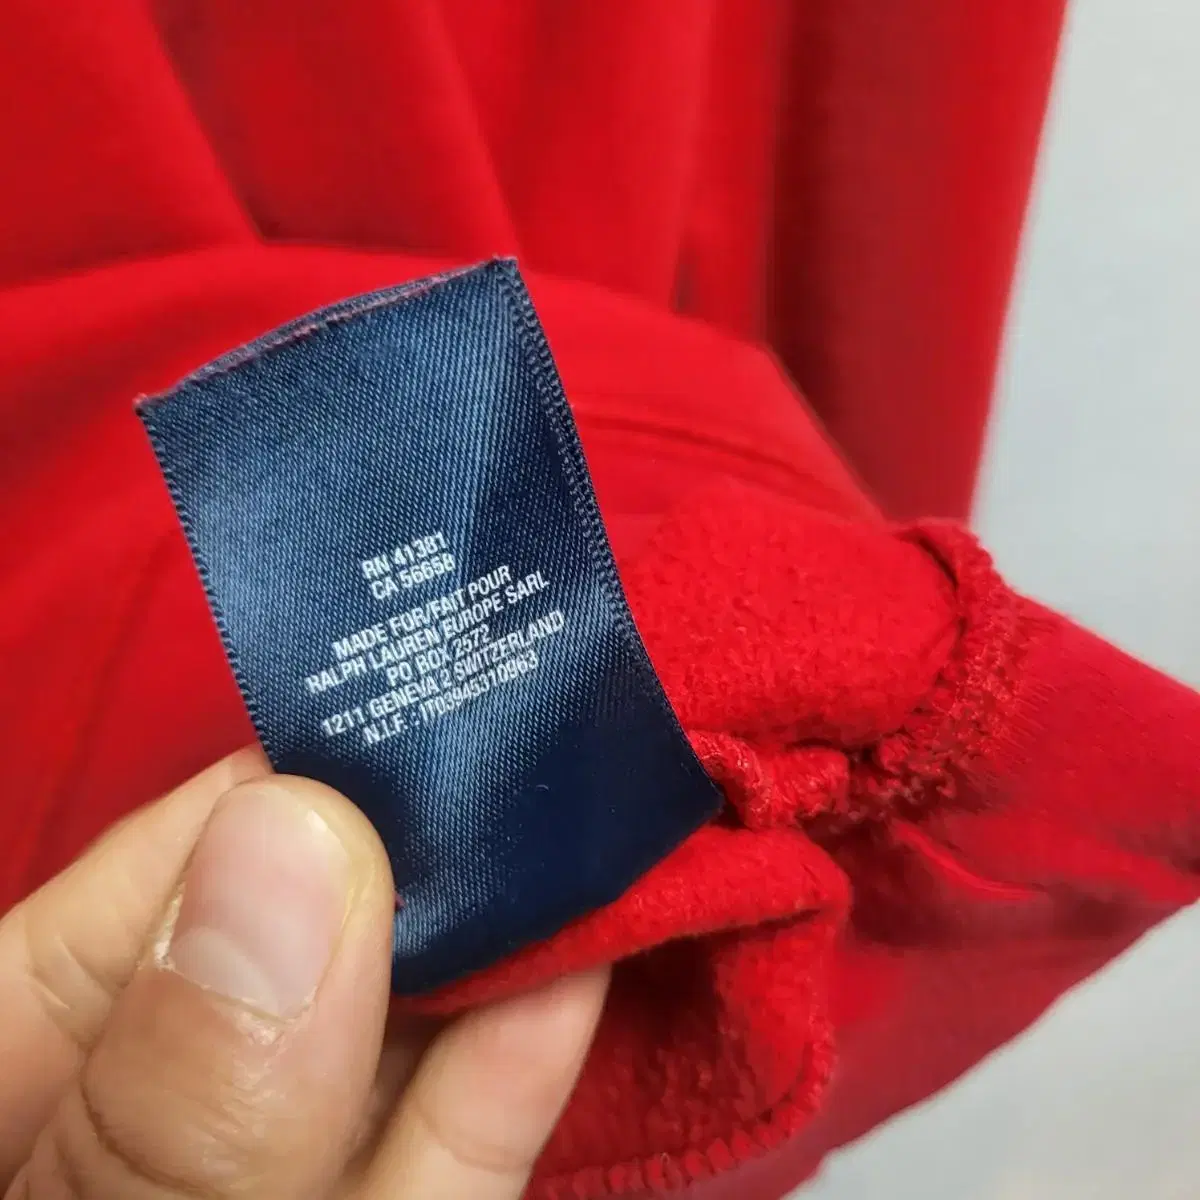 RN 41381
CA 56658
MADE FOR/FAIT POUR
RALPH LAUREN EUROPE SARL
PO BOX 2572
1211 GENEVA 2 SWITZERLAND
N.I.F. : IT03945310963